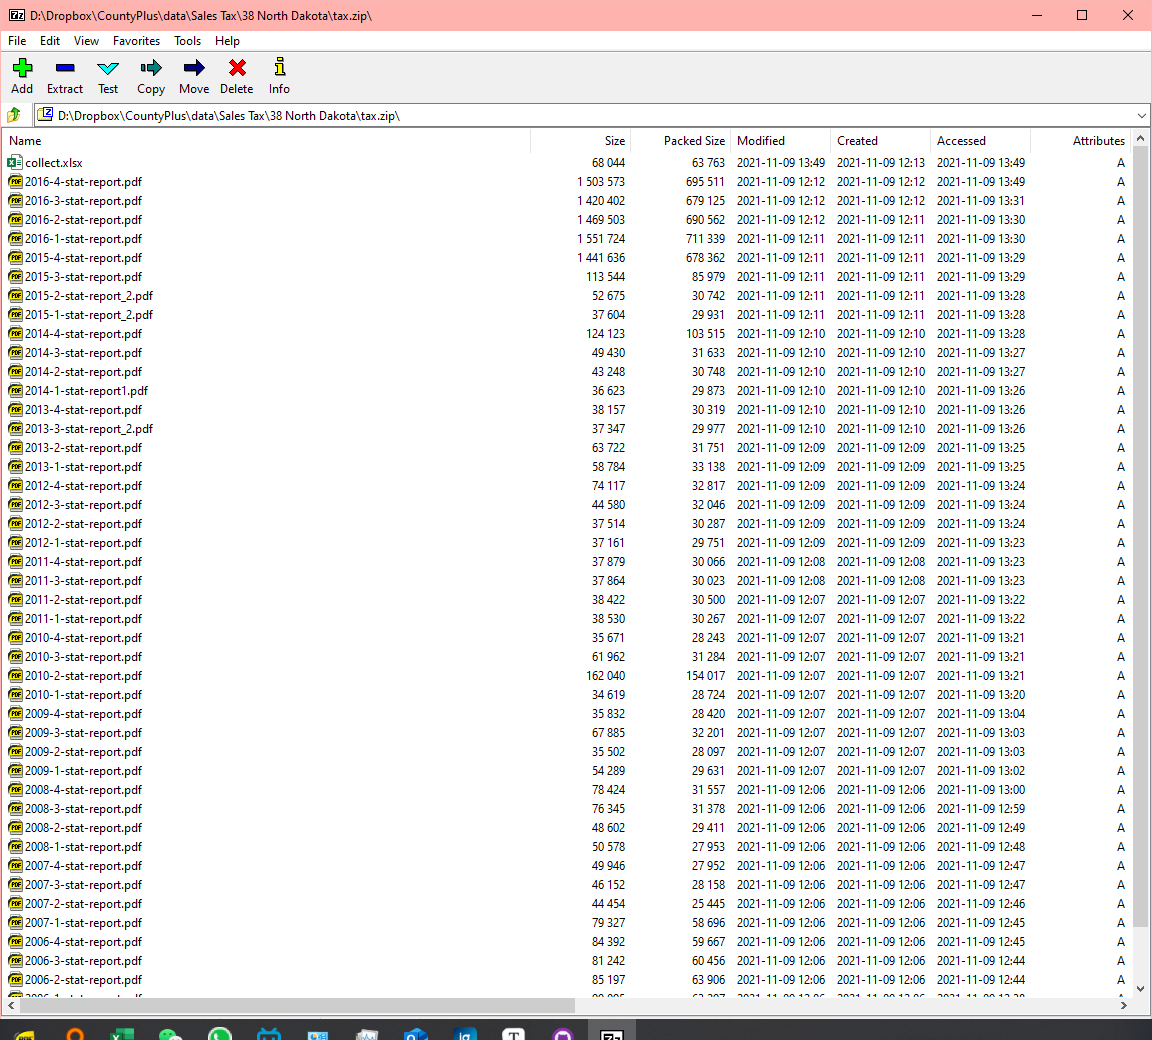 D:\Dropbox\CountyPlus\data\Sales Tax\38 North Dakota\tax.zip\
File Edit View Favorites Tools Help
Add Extract Test Copy Move Delete Info
D:\Dropbox\CountyPlus\data\Sales Tax\38 North Dakota\tax.zip\
Name Size Packed Size Modified Created Accessed Attributes
collect.xlsx 68 044 63 763 2021-11-09 13:49 2021-11-09 12:13 2021-11-09 13:49 A
2016-4-stat-report.pdf 1 503 573 695 511 2021-11-09 12:12 2021-11-09 12:12 2021-11-09 13:49 A
2016-3-stat-report.pdf 1 420 402 679 125 2021-11-09 12:12 2021-11-09 12:12 2021-11-09 13:31 A
2016-2-stat-report.pdf 1 469 503 690 562 2021-11-09 12:12 2021-11-09 12:11 2021-11-09 13:30 A
2016-1-stat-report.pdf 1 551 724 711 339 2021-11-09 12:11 2021-11-09 12:11 2021-11-09 13:30 A
2015-4-stat-report.pdf 1 441 636 678 362 2021-11-09 12:11 2021-11-09 12:11 2021-11-09 13:29 A
2015-3-stat-report.pdf 113 544 85 979 2021-11-09 12:11 2021-11-09 12:11 2021-11-09 13:29 A
2015-2-stat-report_2.pdf 52 675 30 742 2021-11-09 12:11 2021-11-09 12:11 2021-11-09 13:28 A
2015-1-stat-report_2.pdf 37 604 29 931 2021-11-09 12:11 2021-11-09 12:11 2021-11-09 13:28 A
2014-4-stat-report.pdf 124 123 103 515 2021-11-09 12:10 2021-11-09 12:10 2021-11-09 13:28 A
2014-3-stat-report.pdf 49 430 31 633 2021-11-09 12:10 2021-11-09 12:10 2021-11-09 13:27 A
2014-2-stat-report.pdf 43 248 30 748 2021-11-09 12:10 2021-11-09 12:10 2021-11-09 13:27 A
2014-1-stat-report1.pdf 36 623 29 873 2021-11-09 12:10 2021-11-09 12:10 2021-11-09 13:26 A
2013-4-stat-report.pdf 38 157 30 319 2021-11-09 12:10 2021-11-09 12:10 2021-11-09 13:26 A
2013-3-stat-report_2.pdf 37 347 29 977 2021-11-09 12:10 2021-11-09 12:10 2021-11-09 13:26 A
2013-2-stat-report.pdf 63 722 31 751 2021-11-09 12:09 2021-11-09 12:09 2021-11-09 13:25 A
2013-1-stat-report.pdf 58 784 33 138 2021-11-09 12:09 2021-11-09 12:09 2021-11-09 13:25 A
2012-4-stat-report.pdf 74 117 32 817 2021-11-09 12:09 2021-11-09 12:09 2021-11-09 13:24 A
2012-3-stat-report.pdf 44 580 32 046 2021-11-09 12:09 2021-11-09 12:09 2021-11-09 13:24 A
2012-2-stat-report.pdf 37 514 30 287 2021-11-09 12:09 2021-11-09 12:09 2021-11-09 13:24 A
2012-1-stat-report.pdf 37 161 29 751 2021-11-09 12:09 2021-11-09 12:09 2021-11-09 13:23 A
2011-4-stat-report.pdf 37 879 30 066 2021-11-09 12:08 2021-11-09 12:08 2021-11-09 13:23 A
2011-3-stat-report.pdf 37 864 30 023 2021-11-09 12:08 2021-11-09 12:08 2021-11-09 13:23 A
2011-2-stat-report.pdf 38 422 30 500 2021-11-09 12:07 2021-11-09 12:07 2021-11-09 13:22 A
2011-1-stat-report.pdf 38 530 30 267 2021-11-09 12:07 2021-11-09 12:07 2021-11-09 13:22 A
2010-4-stat-report.pdf 35 671 28 243 2021-11-09 12:07 2021-11-09 12:07 2021-11-09 13:21 A
2010-3-stat-report.pdf 61 962 31 284 2021-11-09 12:07 2021-11-09 12:07 2021-11-09 13:21 A
2010-2-stat-report.pdf 162 040 154 017 2021-11-09 12:07 2021-11-09 12:07 2021-11-09 13:21 A
2010-1-stat-report.pdf 34 619 28 724 2021-11-09 12:07 2021-11-09 12:07 2021-11-09 13:20 A
2009-4-stat-report.pdf 35 832 28 420 2021-11-09 12:07 2021-11-09 12:07 2021-11-09 13:04 A
2009-3-stat-report.pdf 67 885 32 201 2021-11-09 12:07 2021-11-09 12:07 2021-11-09 13:03 A
2009-2-stat-report.pdf 35 502 28 097 2021-11-09 12:07 2021-11-09 12:07 2021-11-09 13:03 A
2009-1-stat-report.pdf 54 289 29 631 2021-11-09 12:07 2021-11-09 12:07 2021-11-09 13:02 A
2008-4-stat-report.pdf 78 424 31 557 2021-11-09 12:06 2021-11-09 12:06 2021-11-09 13:00 A
2008-3-stat-report.pdf 76 345 31 378 2021-11-09 12:06 2021-11-09 12:06 2021-11-09 12:59 A
2008-2-stat-report.pdf 48 602 29 411 2021-11-09 12:06 2021-11-09 12:06 2021-11-09 12:49 A
2008-1-stat-report.pdf 50 578 27 953 2021-11-09 12:06 2021-11-09 12:06 2021-11-09 12:48 A
2007-4-stat-report.pdf 49 946 27 952 2021-11-09 12:06 2021-11-09 12:06 2021-11-09 12:47 A
2007-3-stat-report.pdf 46 152 28 158 2021-11-09 12:06 2021-11-09 12:06 2021-11-09 12:47 A
2007-2-stat-report.pdf 44 454 25 445 2021-11-09 12:06 2021-11-09 12:06 2021-11-09 12:46 A
2007-1-stat-report.pdf 79 327 58 696 2021-11-09 12:06 2021-11-09 12:06 2021-11-09 12:45 A
2006-4-stat-report.pdf 84 392 59 667 2021-11-09 12:06 2021-11-09 12:06 2021-11-09 12:45 A
2006-3-stat-report.pdf 81 242 60 456 2021-11-09 12:06 2021-11-09 12:06 2021-11-09 12:44 A
2006-2-stat-report.pdf 85 197 63 906 2021-11-09 12:06 2021-11-09 12:06 2021-11-09 12:44 A